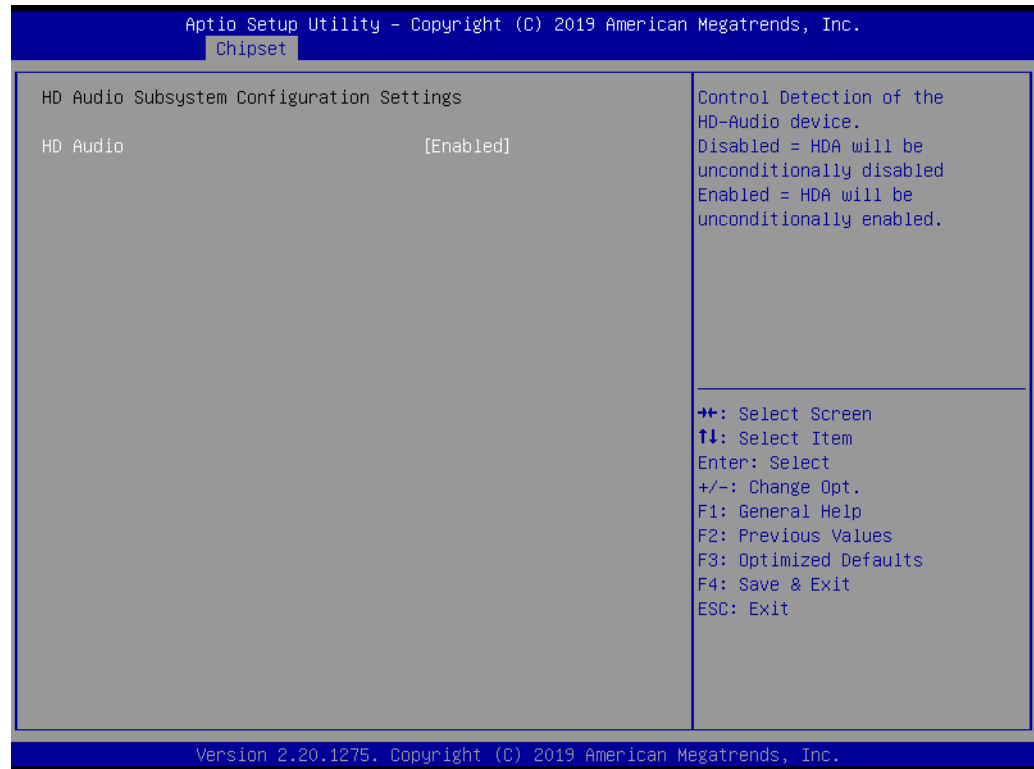 Aptio Setup Utility – Copyright (C) 2019 American Megatrends, Inc.
Chipset
HD Audio Subsystem Configuration Settings
HD Audio [Enabled]
Control Detection of the
HD-Audio device.
Disabled = HDA will be
unconditionally disabled
Enabled = HDA will be
unconditionally enabled.
→←: Select Screen
↑↓: Select Item
Enter: Select
+/-: Change Opt.
F1: General Help
F2: Previous Values
F3: Optimized Defaults
F4: Save & Exit
ESC: Exit
Version 2.20.1275. Copyright (C) 2019 American Megatrends, Inc.